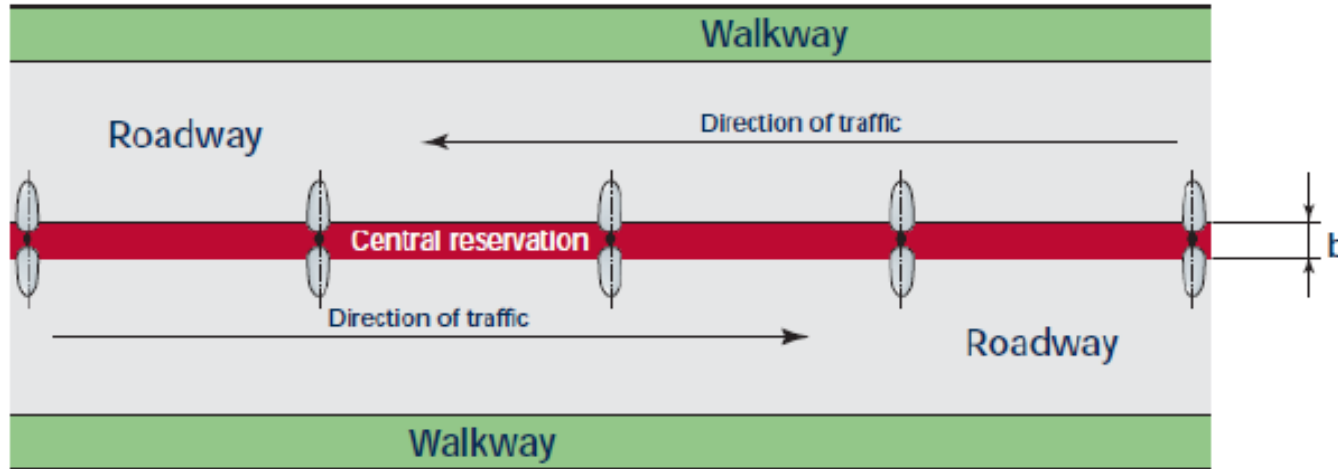 Walkway
Direction of traffic
Roadway
Central reservation
b
Direction of traffic
Roadway
Walkway